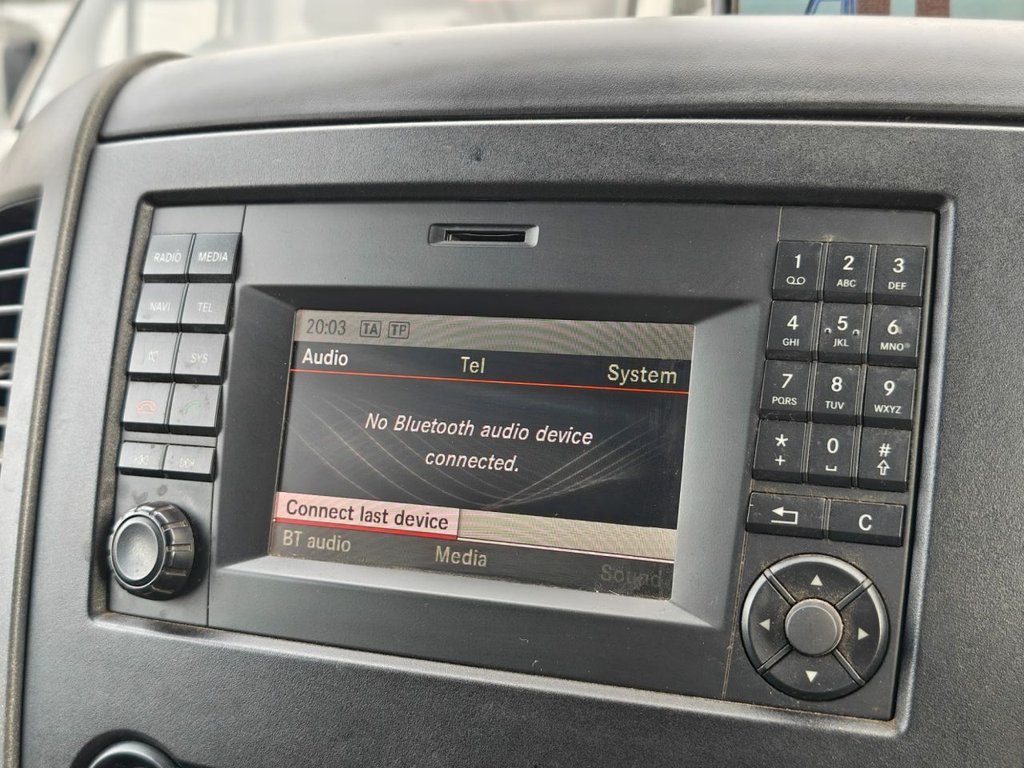 RADIO MEDIA
NAVI TEL
SYS
20:03 TA TP
Audio Tel System
No Bluetooth audio device
connected.
Connect last device
BT audio Media Sound
1 2 ABC 3 DEF
4 GHI 5 JKL 6 MNO
7 PQRS 8 TUV 9 WXYZ
* + 0 #
C